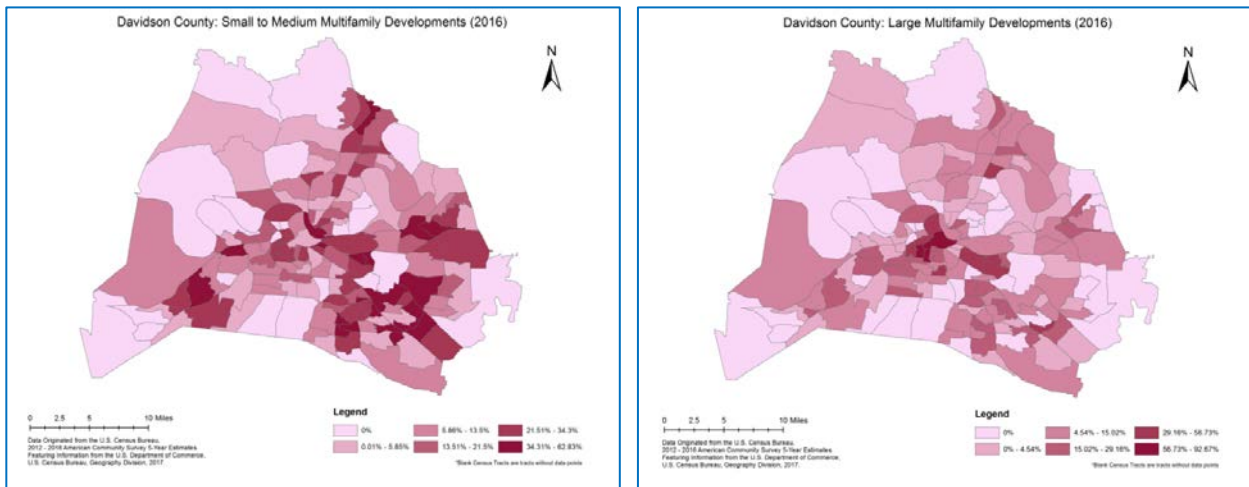 Davidson County: Small to Medium Multifamily Developments (2016)
N
0 2.5 5 10 Miles
Legend
0%
5.86% - 13.5%
21.51% - 34.3%
0.01% - 5.85%
13.51% - 21.5%
34.31% - 62.83%
Data Originated from the U.S. Census Bureau,
2012 - 2016 American Community Survey 5-Year Estimates.
Featuring Information from the U.S. Department of Commerce,
U.S. Census Bureau, Geography Division, 2017.
*Blank Census Tracts are tracts without data points
Davidson County: Large Multifamily Developments (2016)
N
0 2.5 5 10 Miles
Legend
0%
4.54% - 15.02%
29.16% - 56.73%
0% - 4.54%
15.02% - 29.16%
56.73% - 92.67%
Data Originated from the U.S. Census Bureau,
2012 - 2016 American Community Survey 5-Year Estimates.
Featuring Information from the U.S. Department of Commerce,
U.S. Census Bureau, Geography Division, 2017.
*Blank Census Tracts are tracts without data points